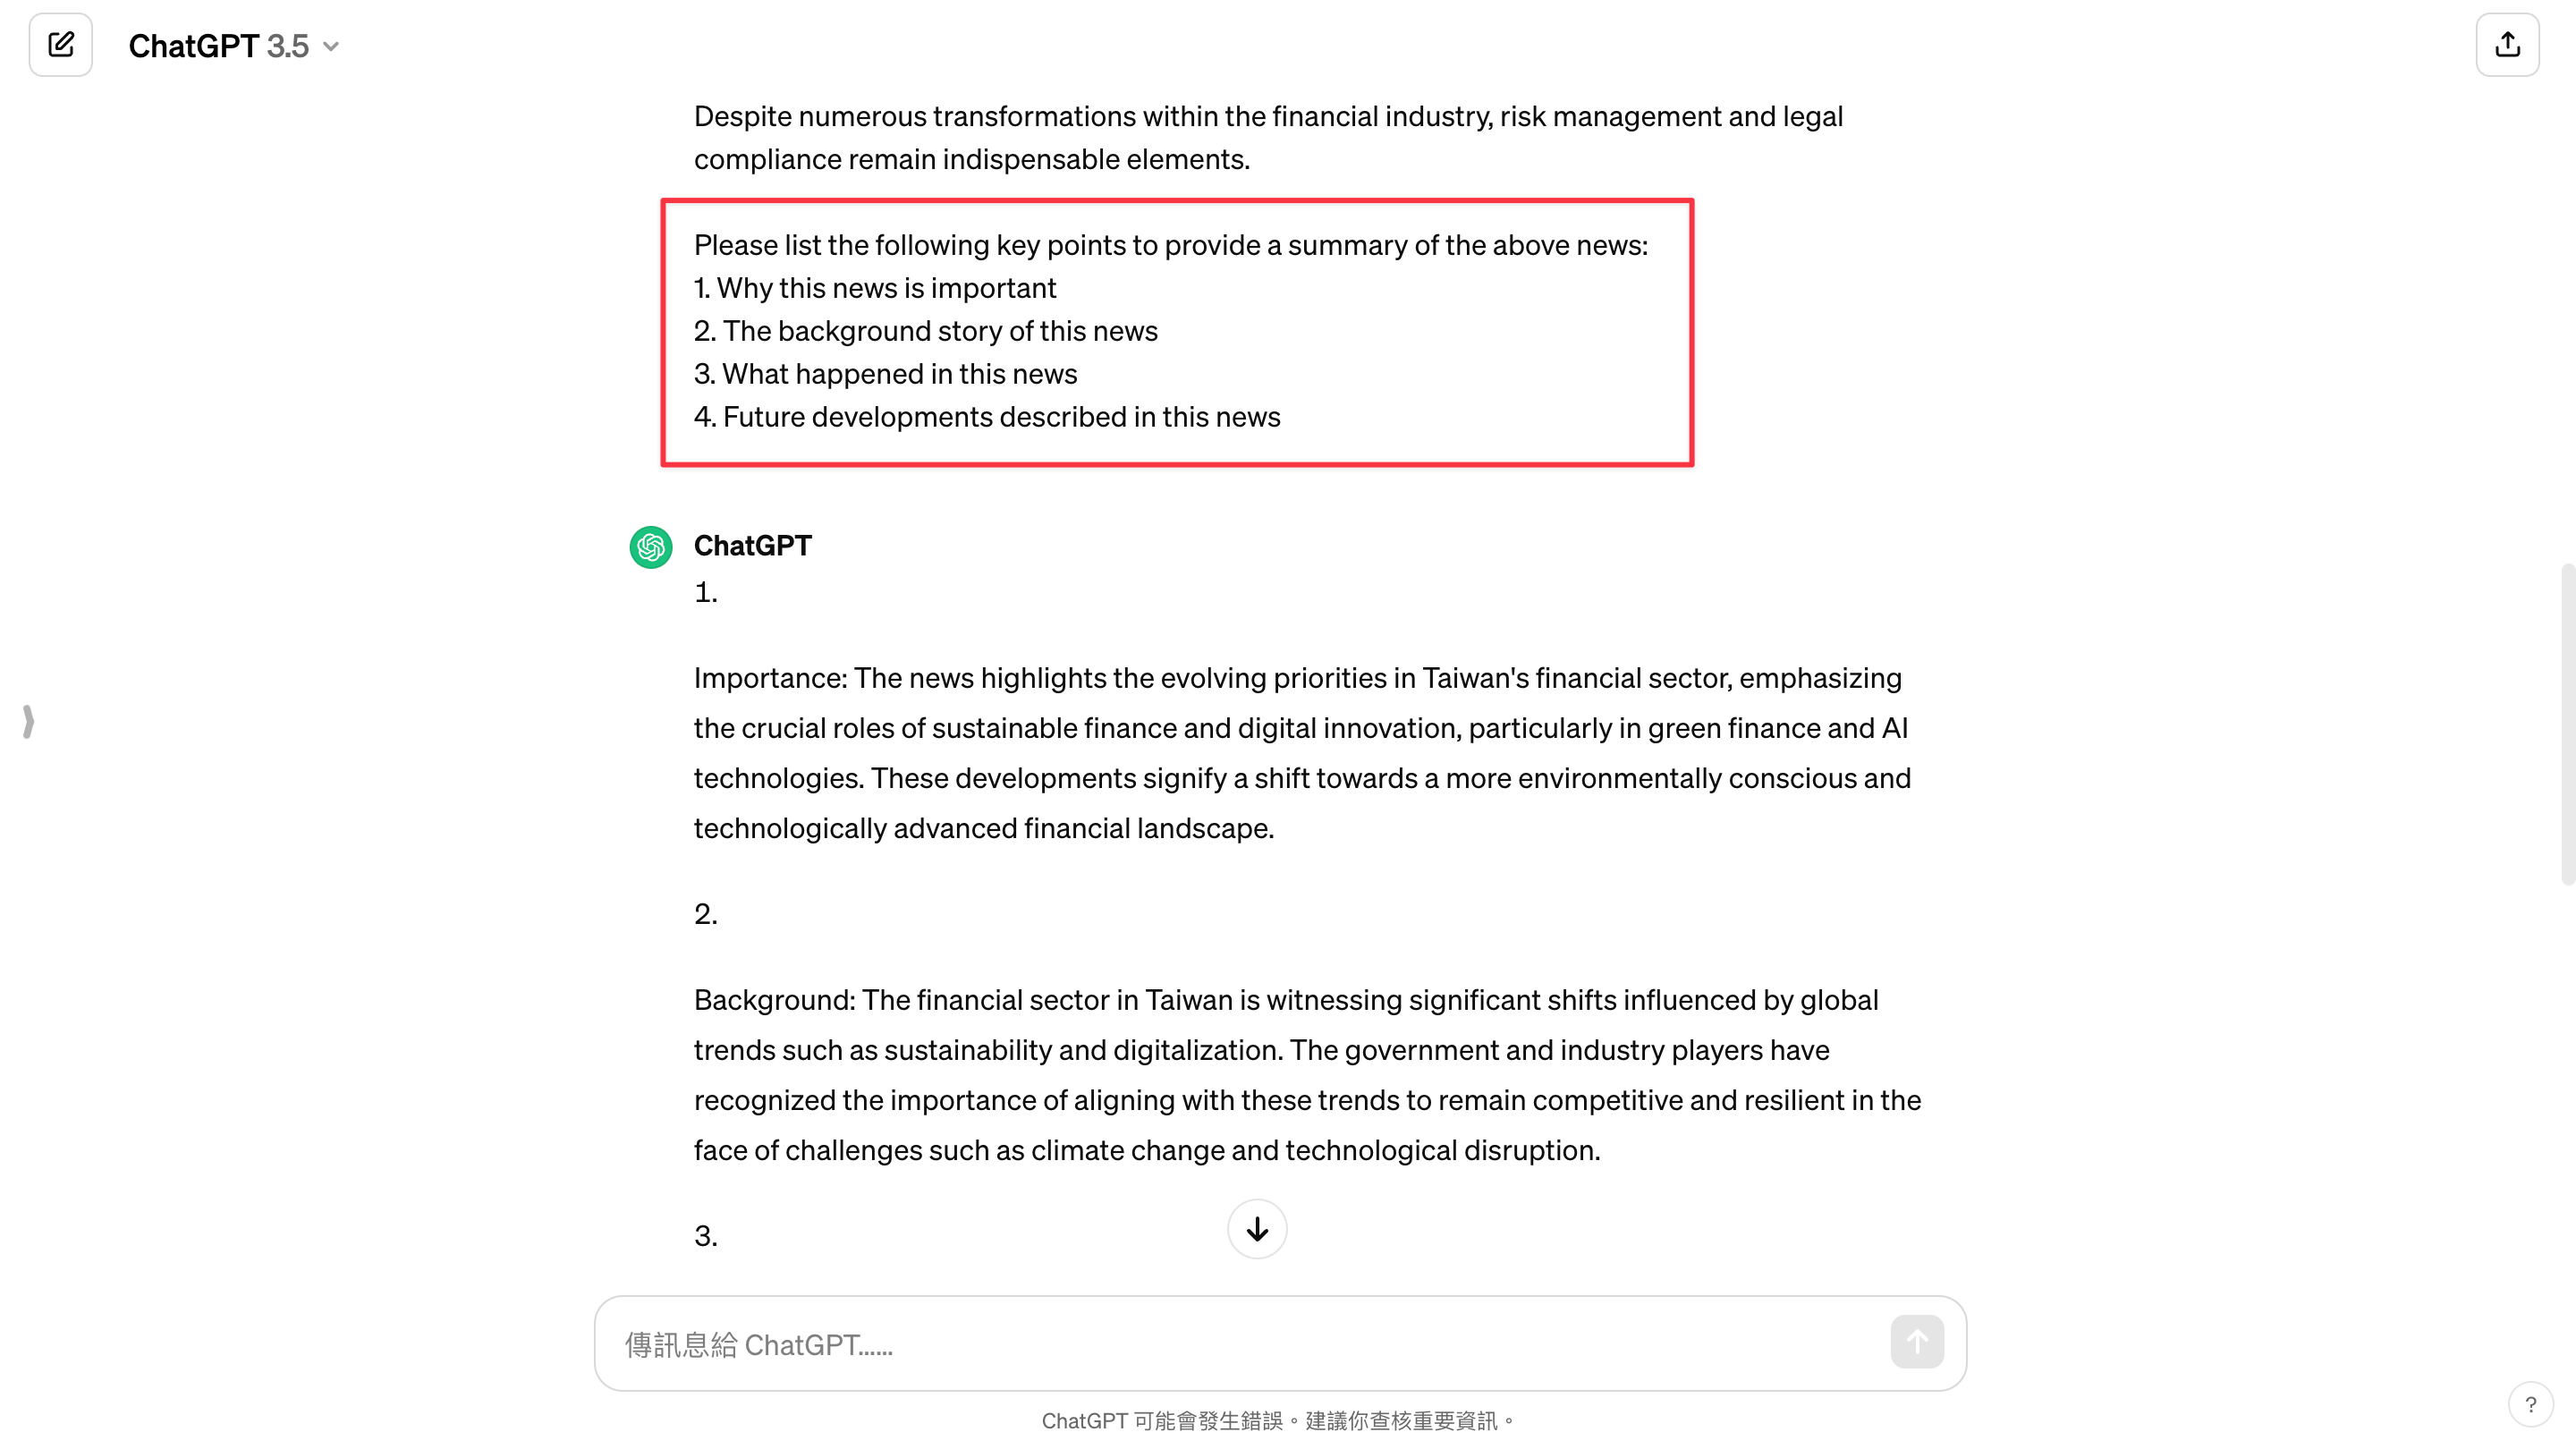 ChatGPT 3.5
Despite numerous transformations within the financial industry, risk management and legal
compliance remain indispensable elements.
Please list the following key points to provide a summary of the above news:
1. Why this news is important
2. The background story of this news
3. What happened in this news
4. Future developments described in this news
ChatGPT
1.
Importance: The news highlights the evolving priorities in Taiwan's financial sector, emphasizing
the crucial roles of sustainable finance and digital innovation, particularly in green finance and AI
technologies. These developments signify a shift towards a more environmentally conscious and
technologically advanced financial landscape.
2.
Background: The financial sector in Taiwan is witnessing significant shifts influenced by global
trends such as sustainability and digitalization. The government and industry players have
recognized the importance of aligning with these trends to remain competitive and resilient in the
face of challenges such as climate change and technological disruption.
3.
傳訊息給 ChatGPT......
ChatGPT 可能會發生錯誤。建議你查核重要資訊。
?